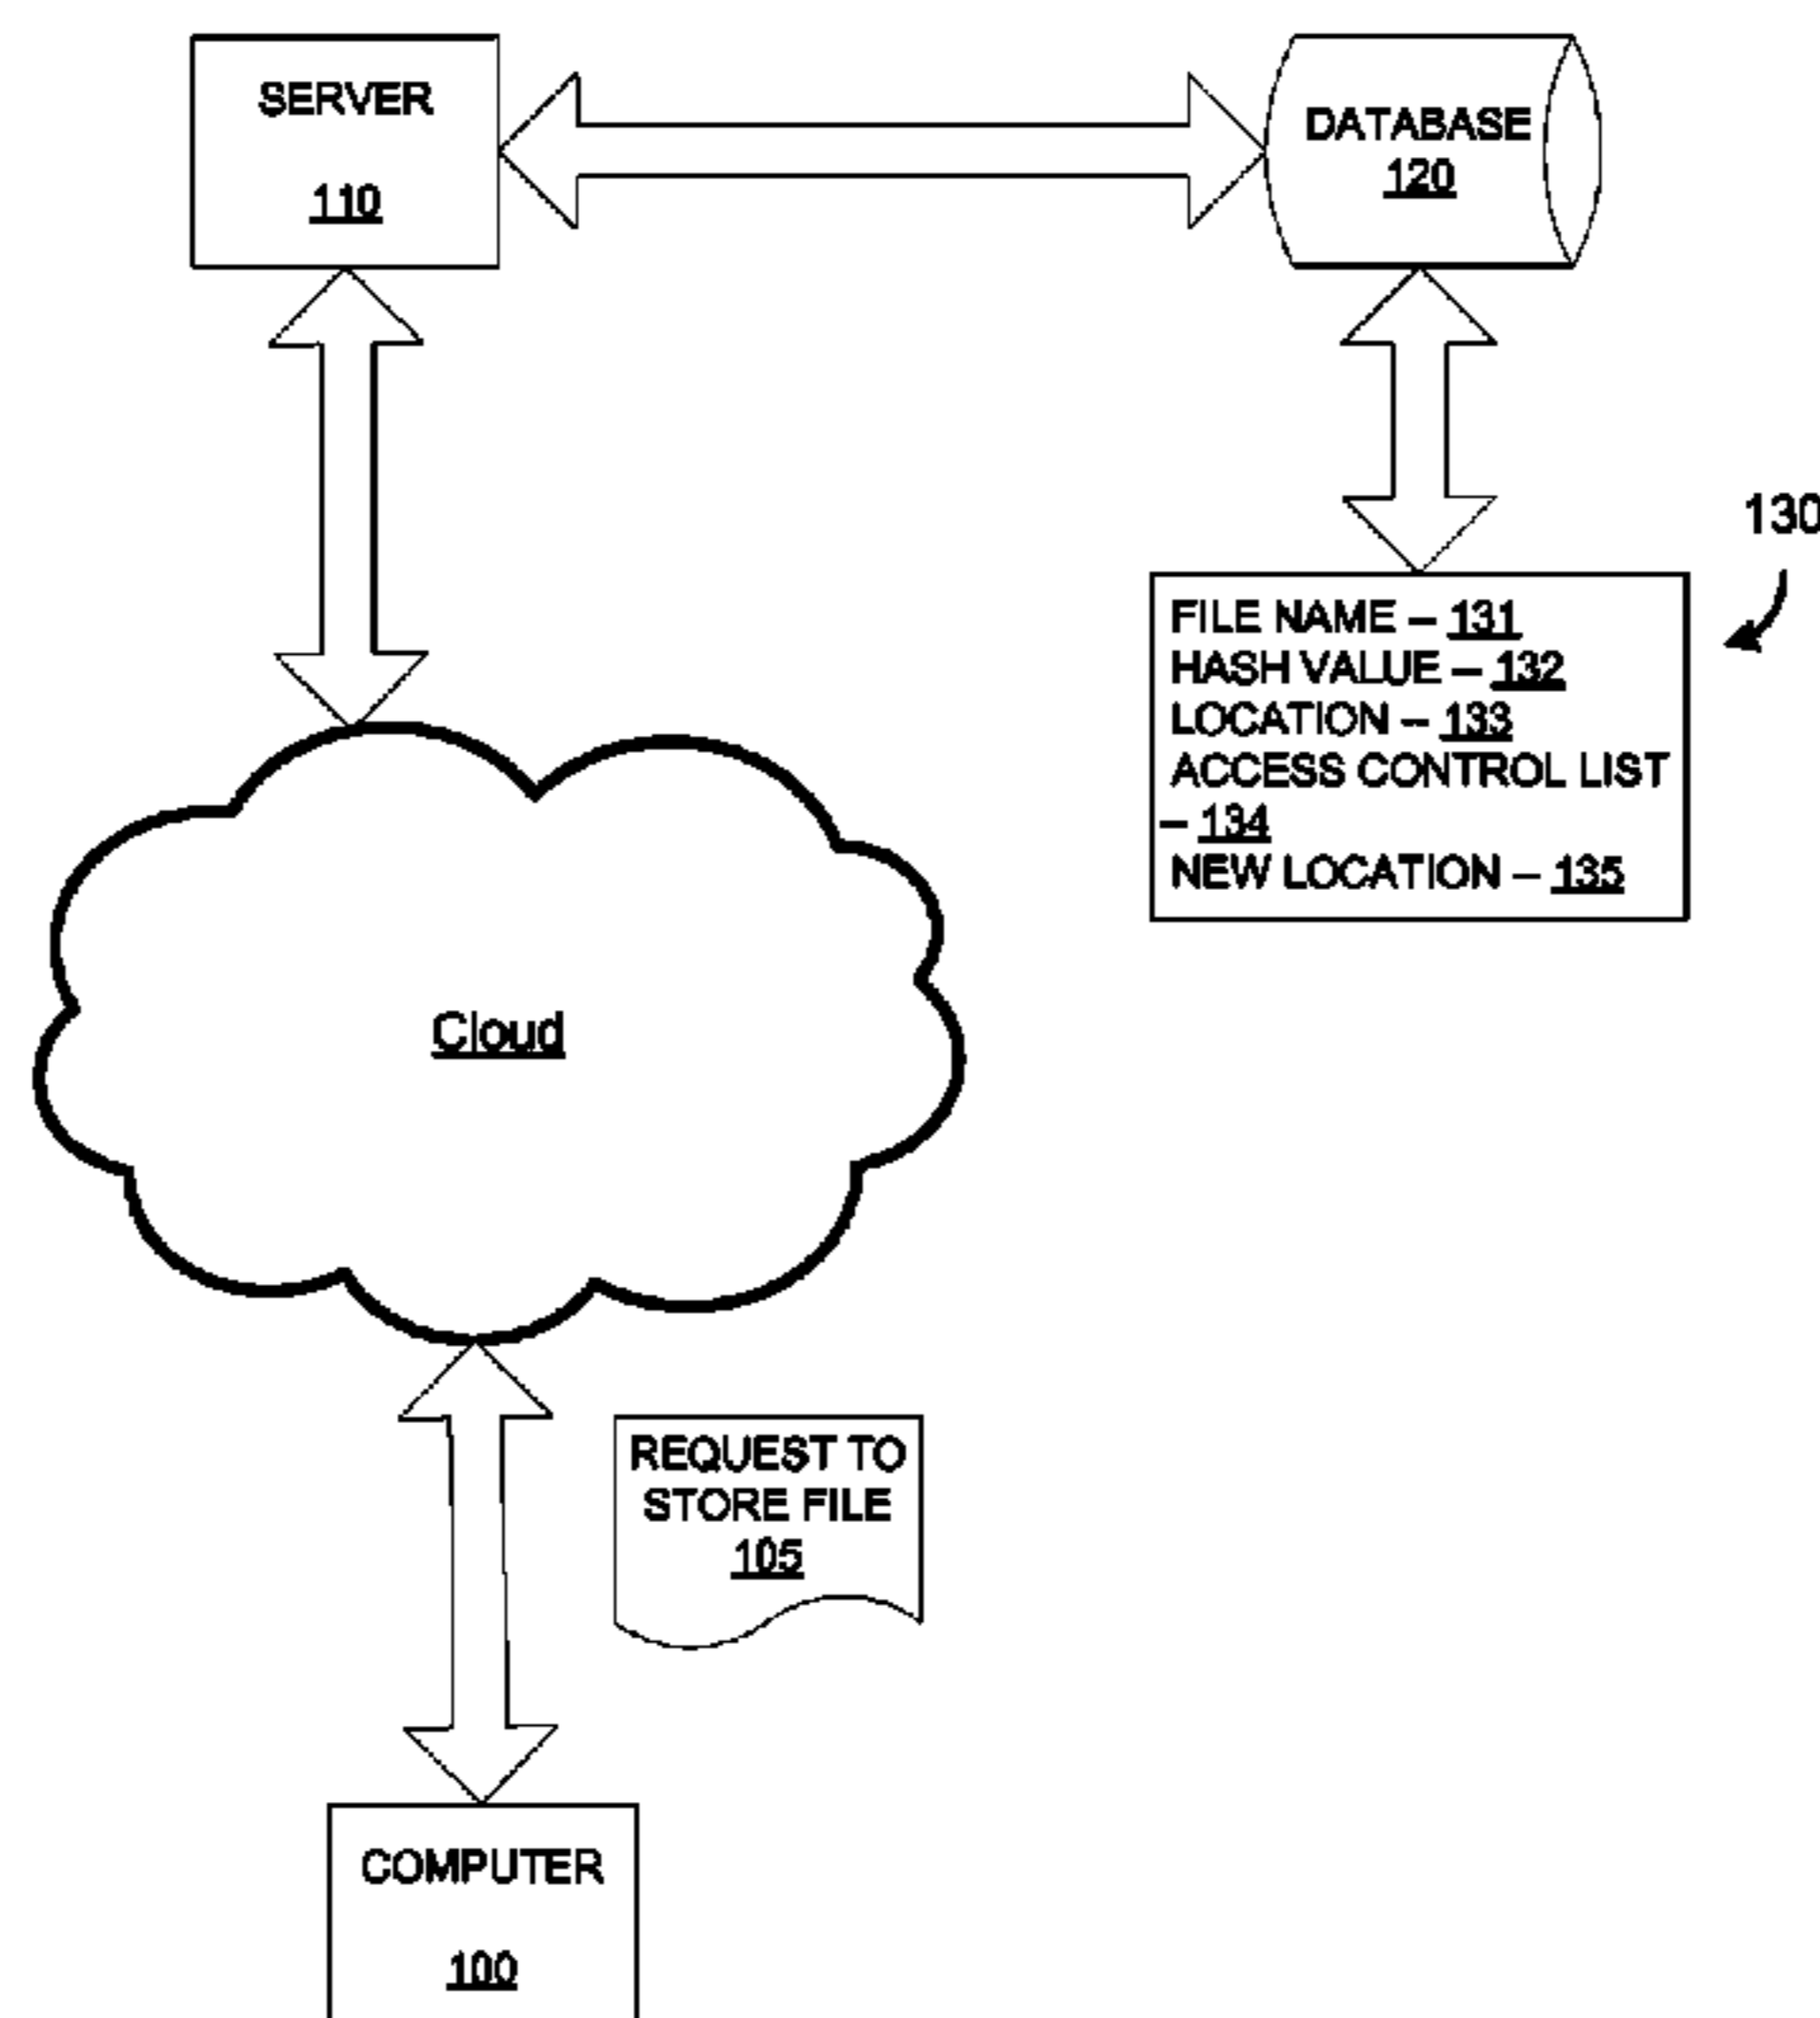 SERVER
110
DATABASE
120
130
FILE NAME – 131
HASH VALUE – 132
LOCATION – 133
ACCESS CONTROL LIST
– 134
NEW LOCATION – 135
Cloud
REQUEST TO
STORE FILE
105
COMPUTER
100